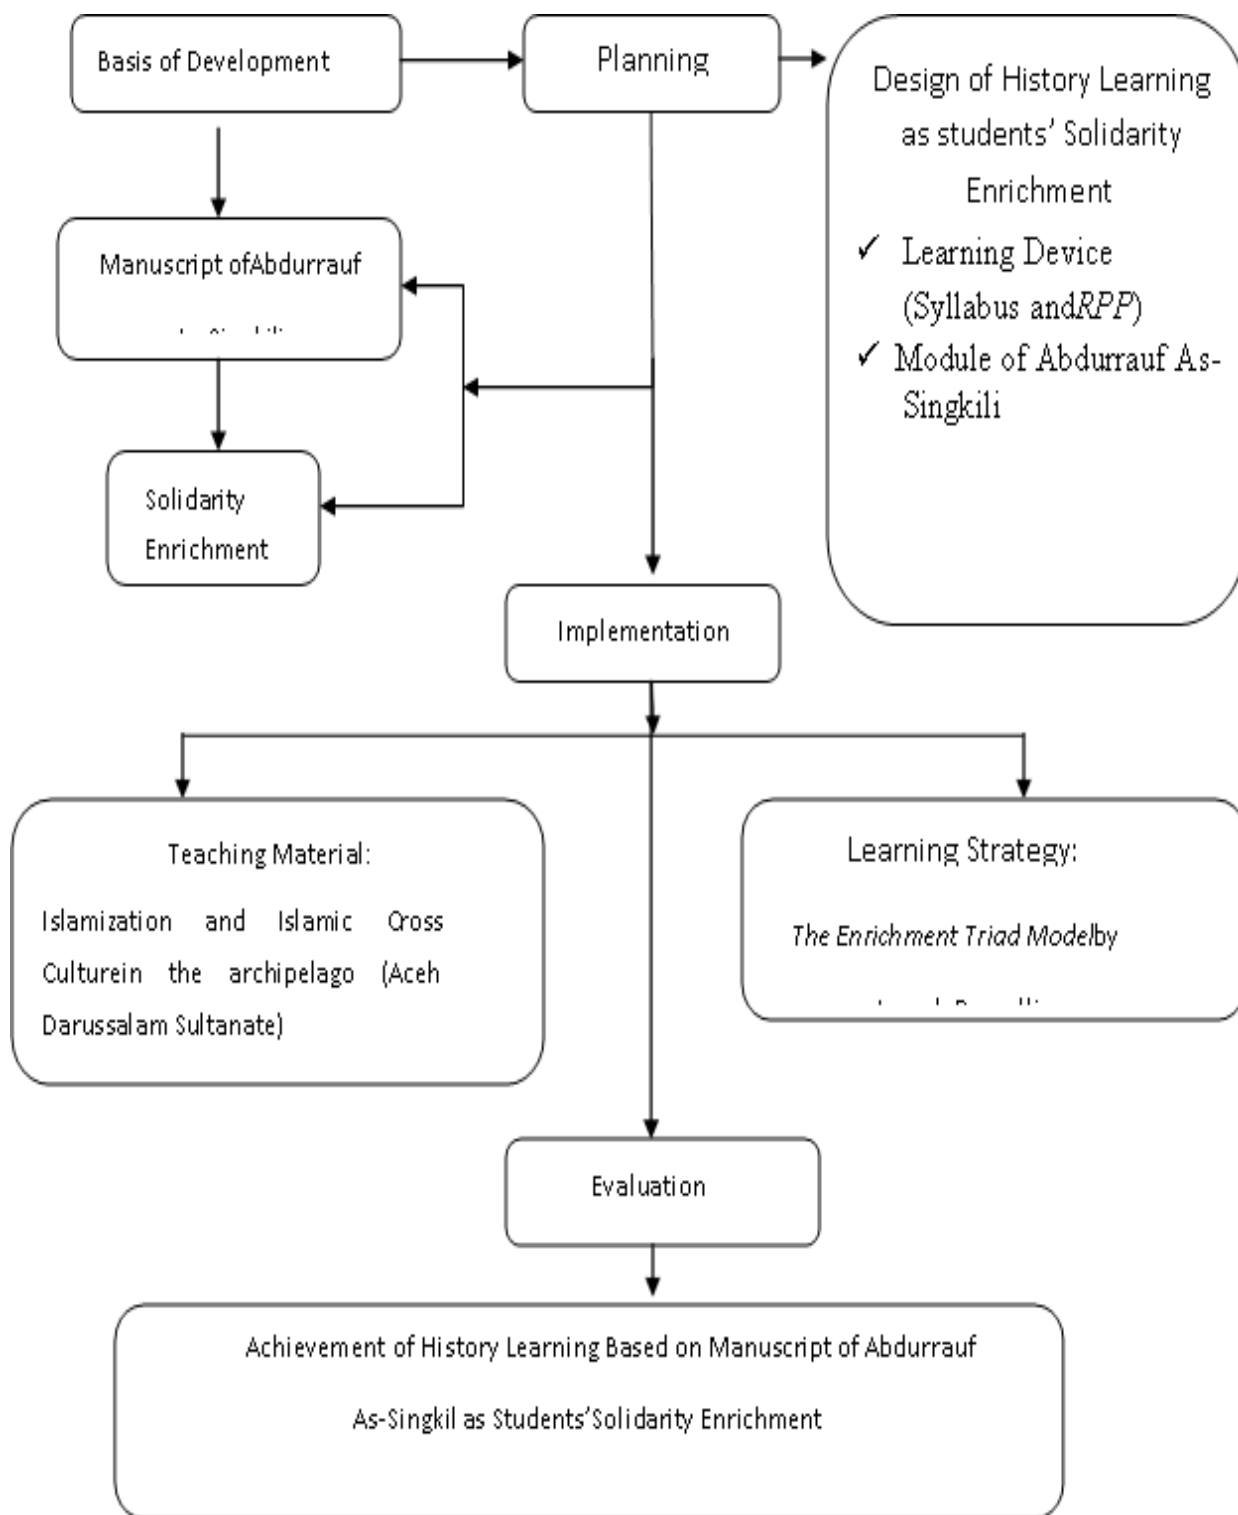 Basis of Development
Planning
Design of History Learning
as students' Solidarity
Enrichment
✓ Learning Device
(Syllabus andRPP)
✓ Module of Abdurrauf As-
Singkili
Manuscript ofAbdurrauf
Solidarity
Enrichment
Implementation
Teaching Material:
Islamization and Islamic Cross
Culturein the archipelago (Aceh
Darussalam Sultanate)
Learning Strategy:
The Enrichment Triad Modelby
Evaluation
Achievement of History Learning Based on Manuscript of Abdurrauf
As-Singkil as Students'Solidarity Enrichment